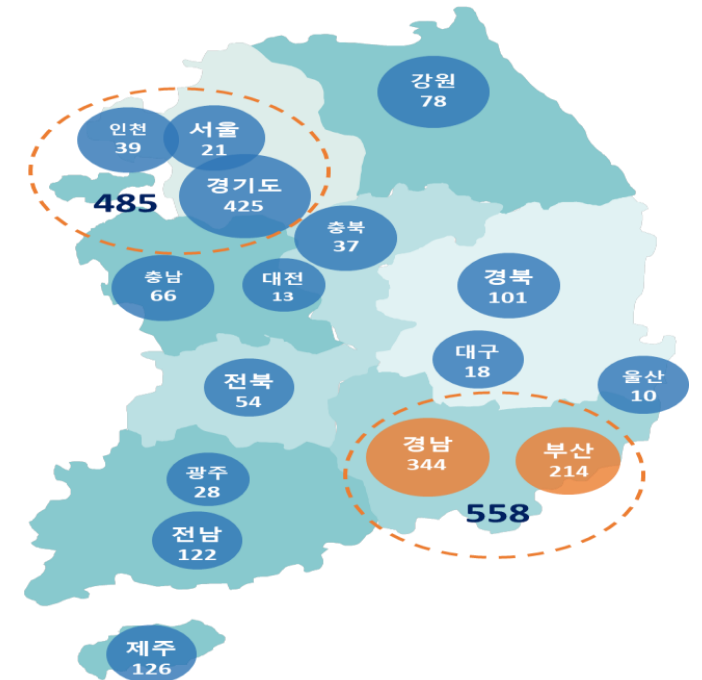 강원
78
인천
39
서울
21
경기도
425
485
충북
37
충남
66
대전
13
경북
101
대구
18
울산
10
전북
54
경남
344
부산
214
558
광주
28
전남
122
제주
126